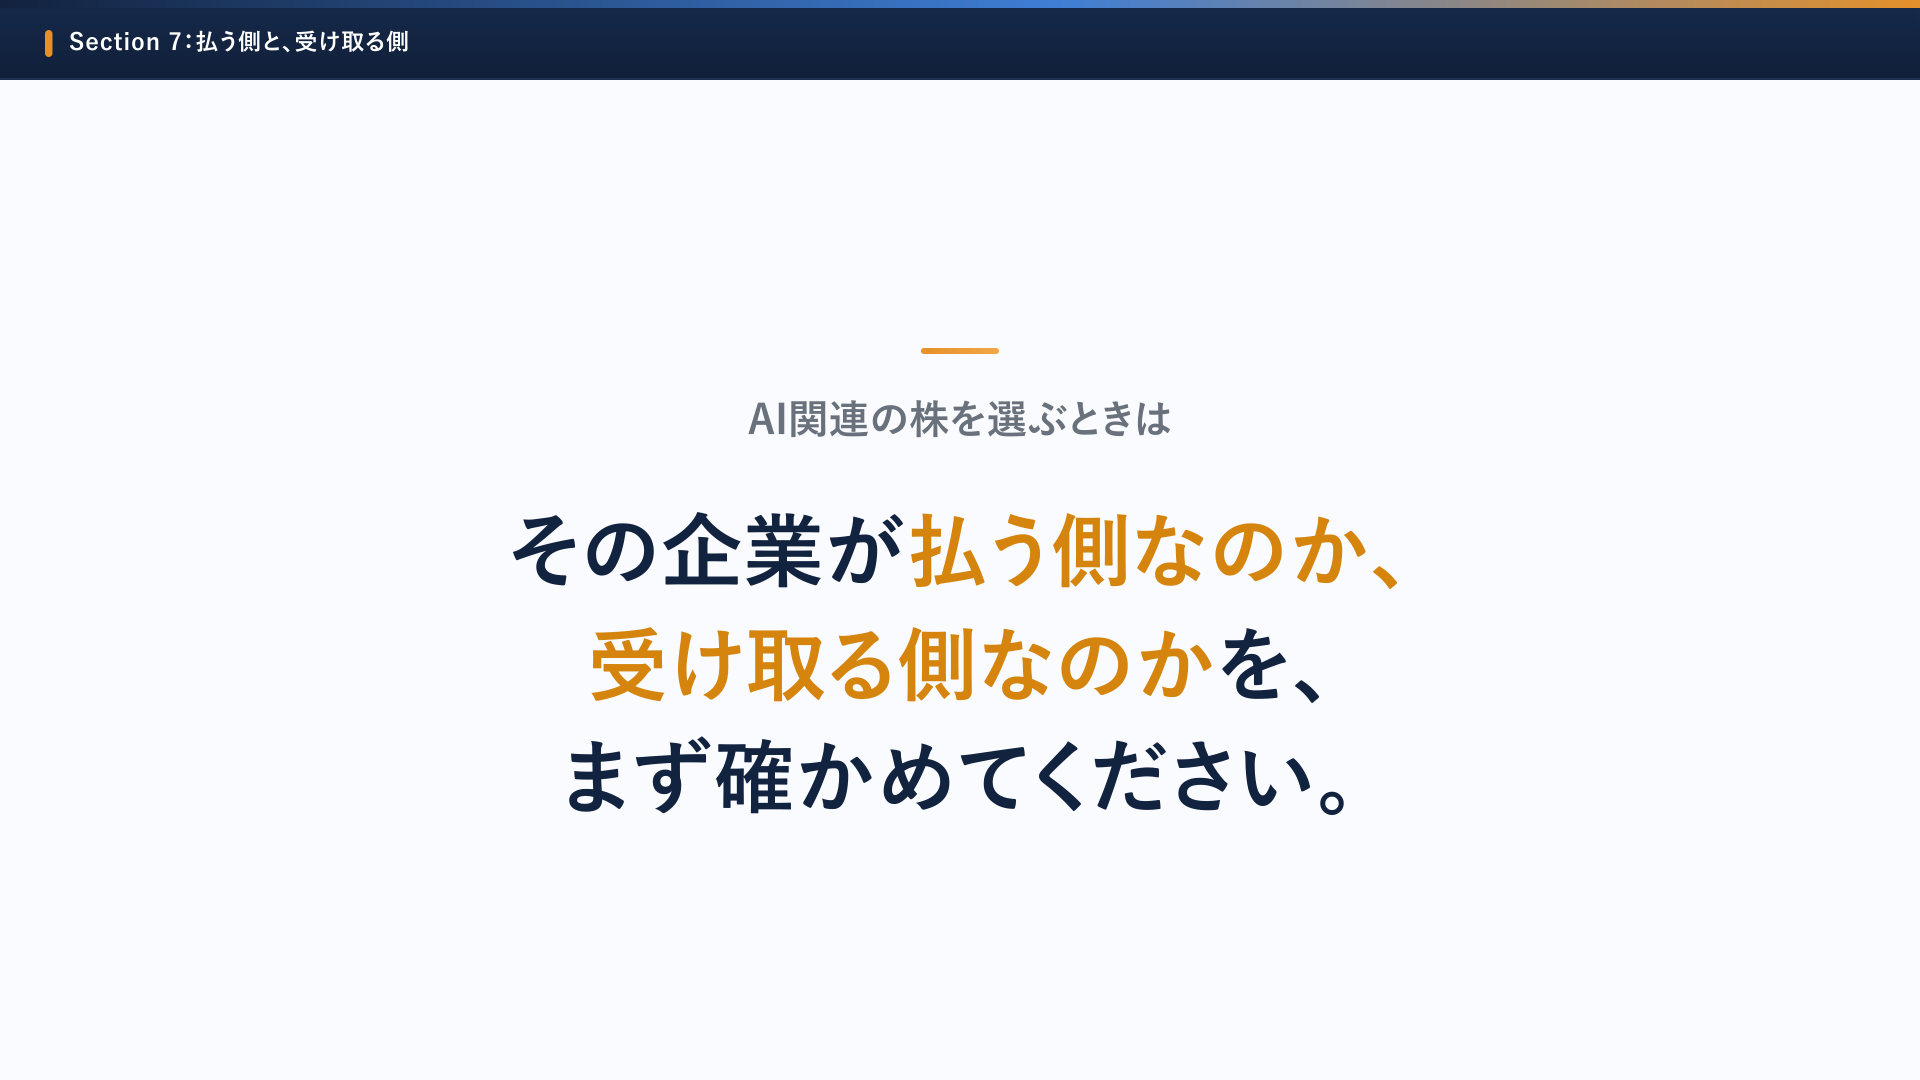 Section 7：払う側と、受け取る側
AI関連の株を選ぶときは
その企業が払う側なのか、
受け取る側なのかを、
まず確かめてください。